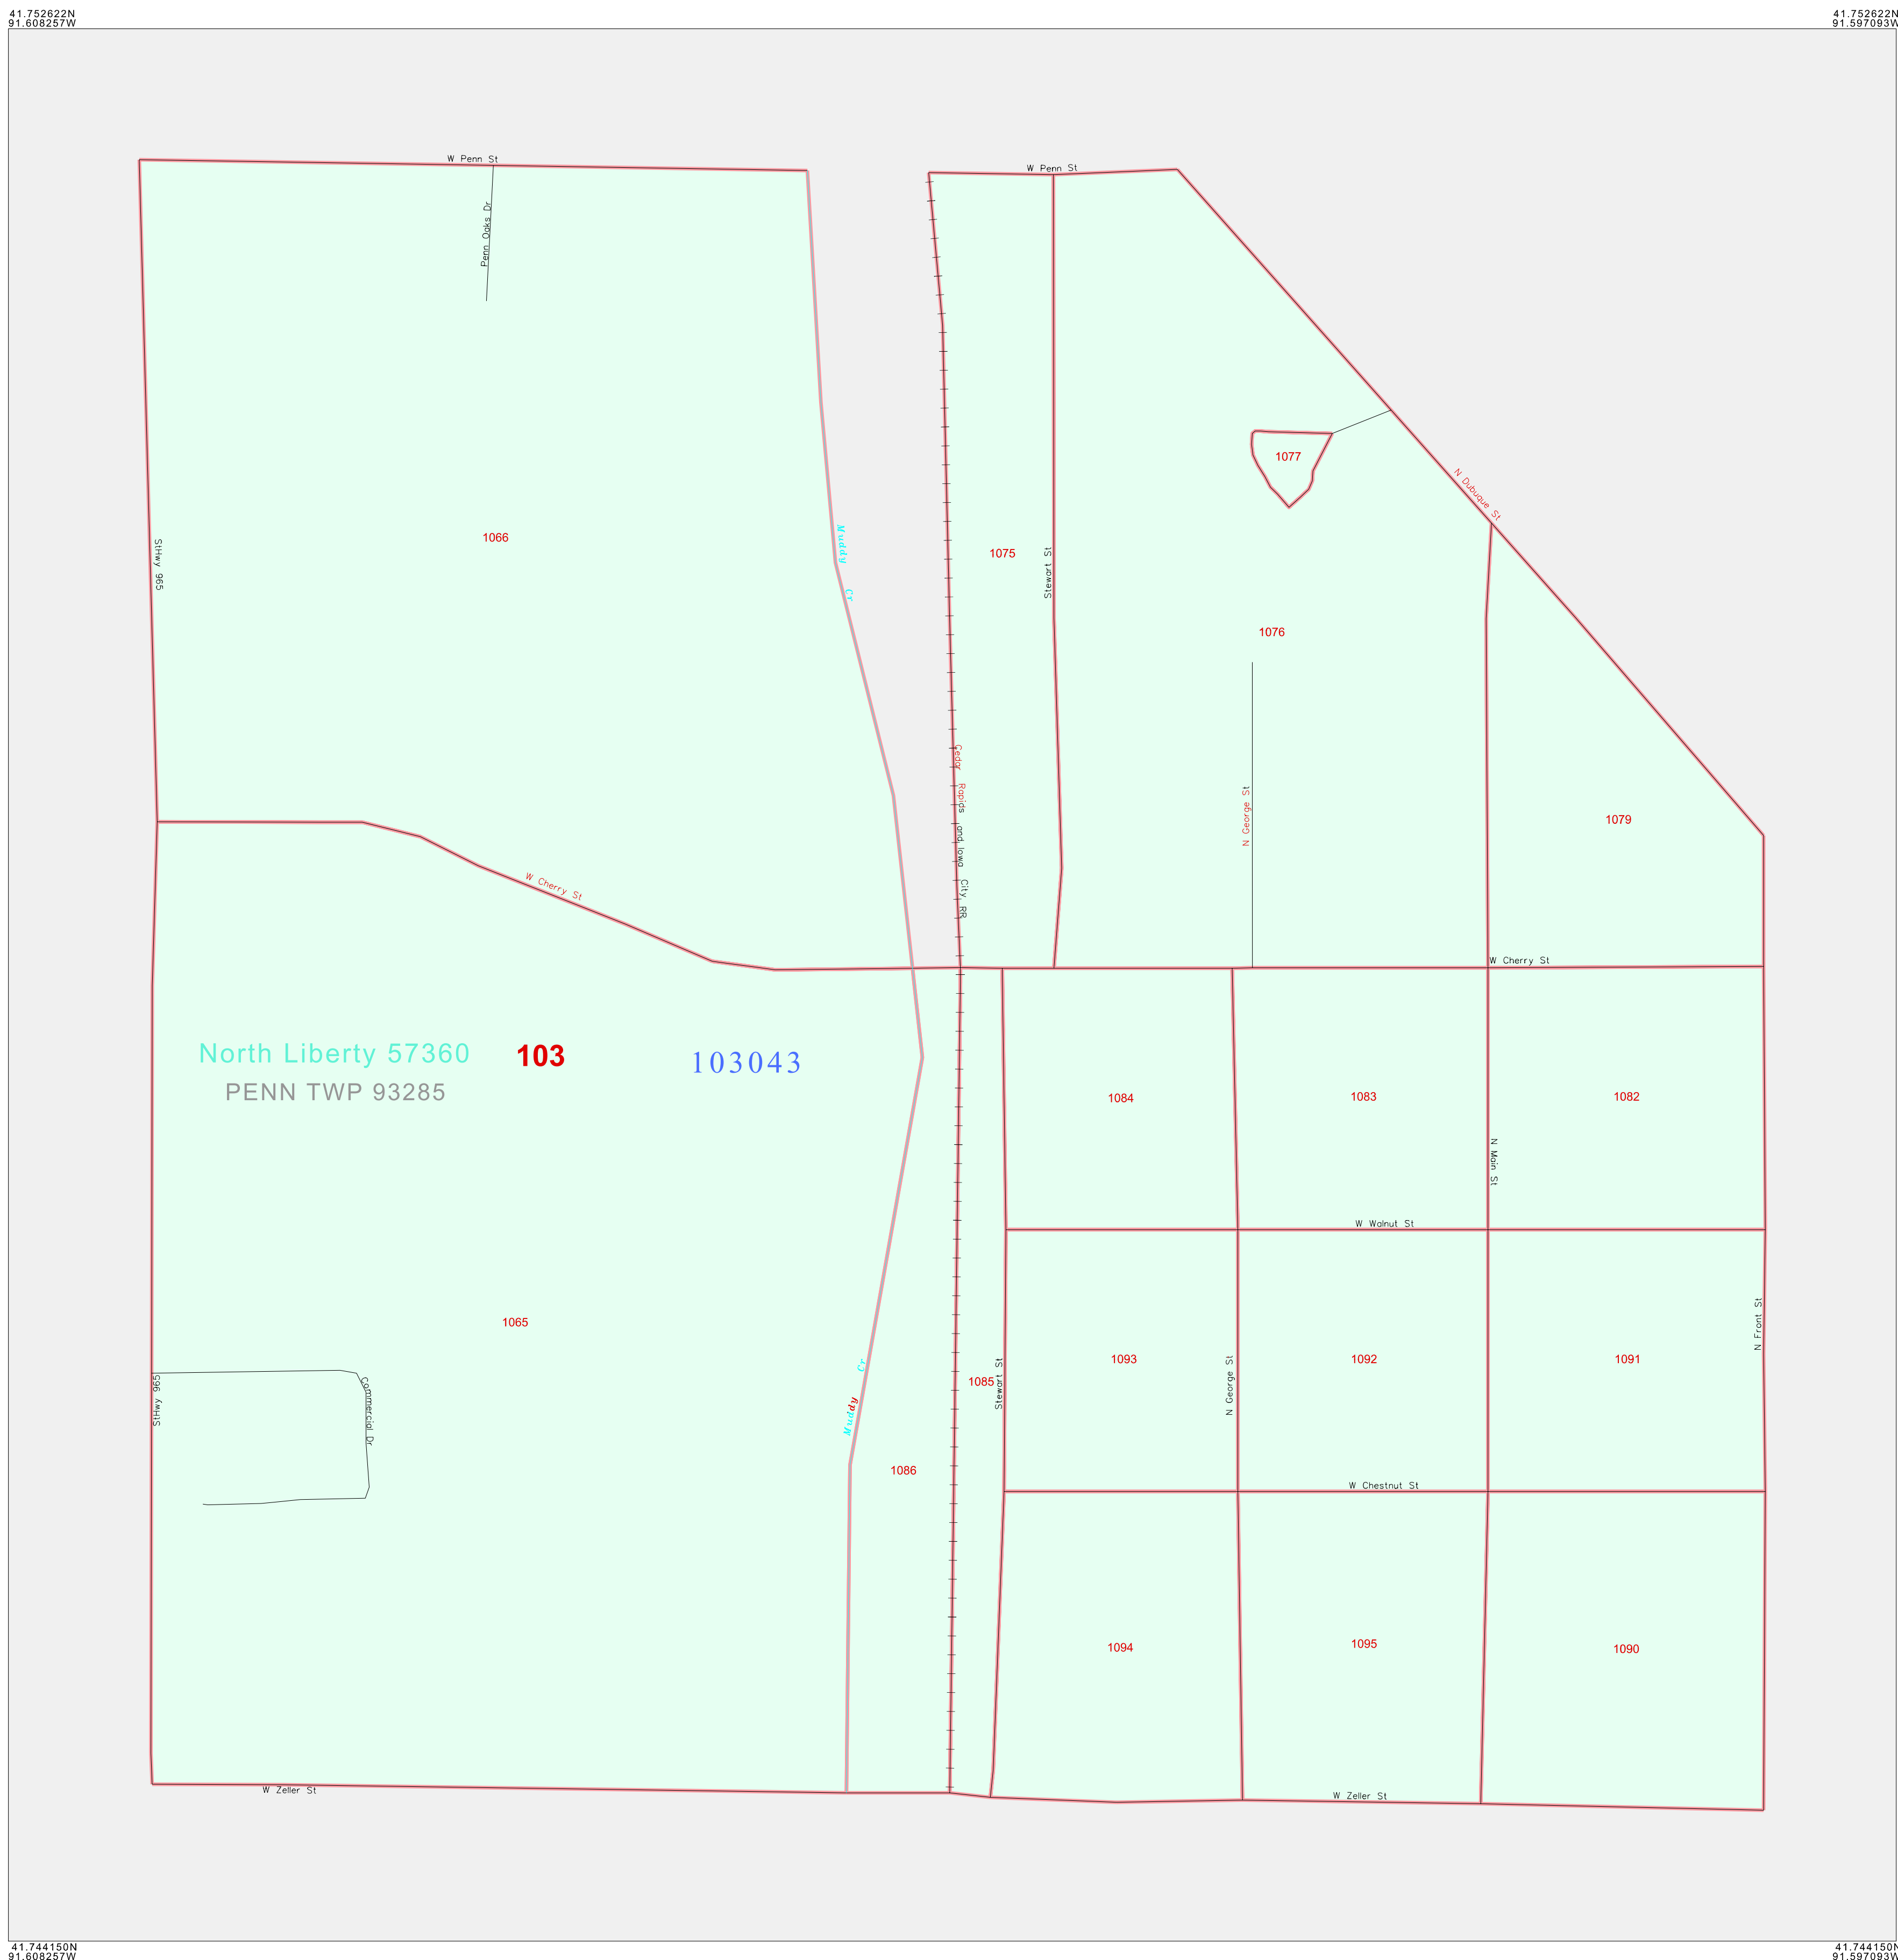 41.752622N
91.608257W
41.752622N
91.597093W
W Penn St
W Penn St
Penn Oaks Dr
1077
N Dubuque St
1066
StHwy 965
Muddy Cr
1075
Stewart St
1076
Cedar Rapids and Iowa City RR
N George St
1079
W Cherry St
W Cherry St
North Liberty 57360
103
103043
PENN TWP 93285
1084
1083
1082
N Main St
W Walnut St
1065
1093
1092
1091
N Front St
StHwy 965
Commercial Dr
Muddy Cr
1085
Stewart St
N George St
1086
W Chestnut St
1094
1095
1090
W Zeller St
W Zeller St
41.744150N
91.608257W
41.744150N
91.597093W